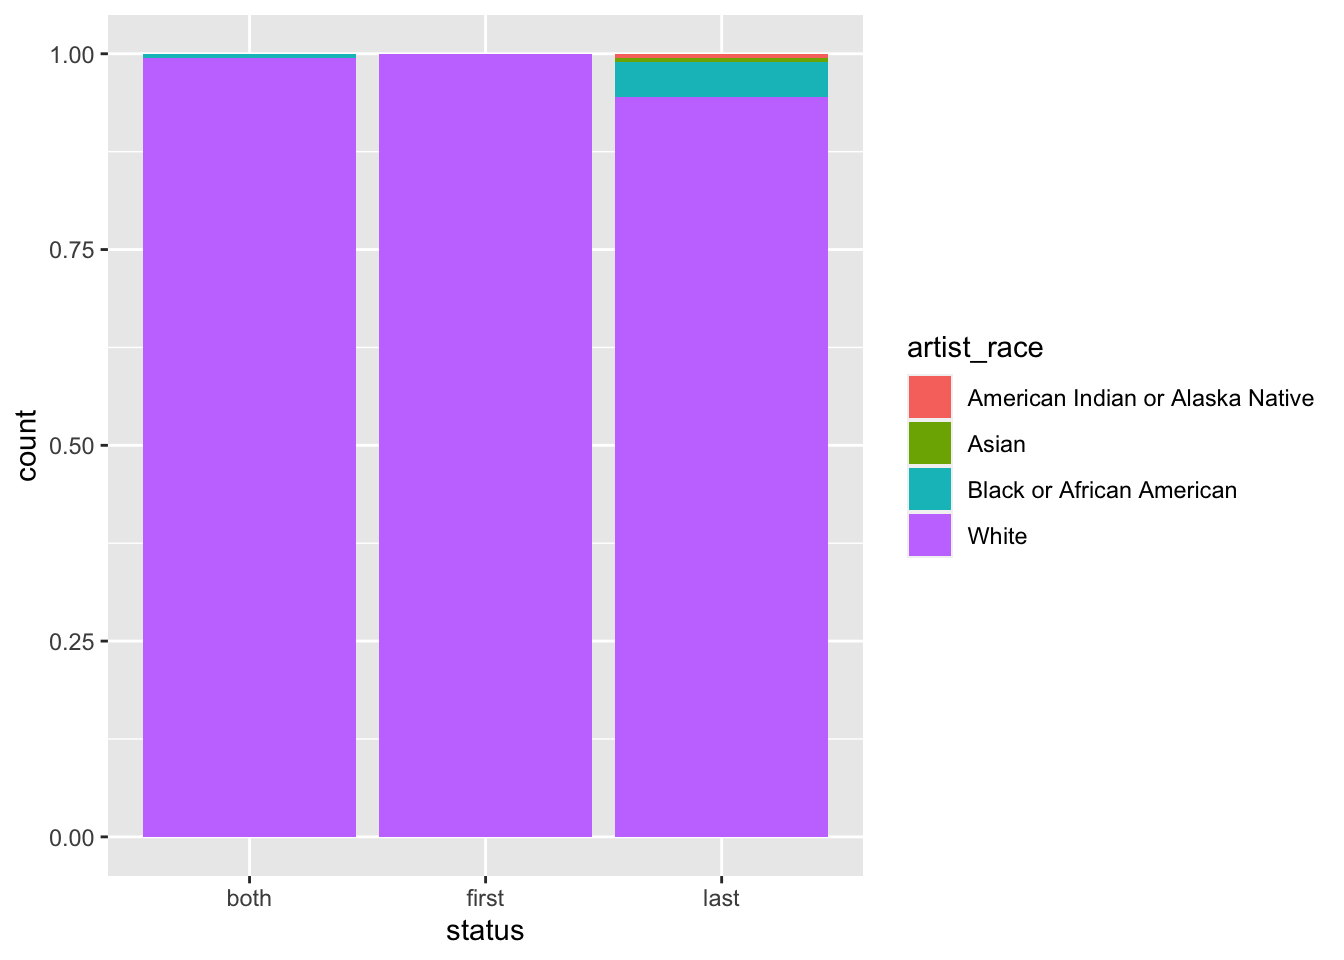 1.00
0.75
0.50
0.25
0.00
count
both
first
last
status
artist_race
American Indian or Alaska Native
Asian
Black or African American
White